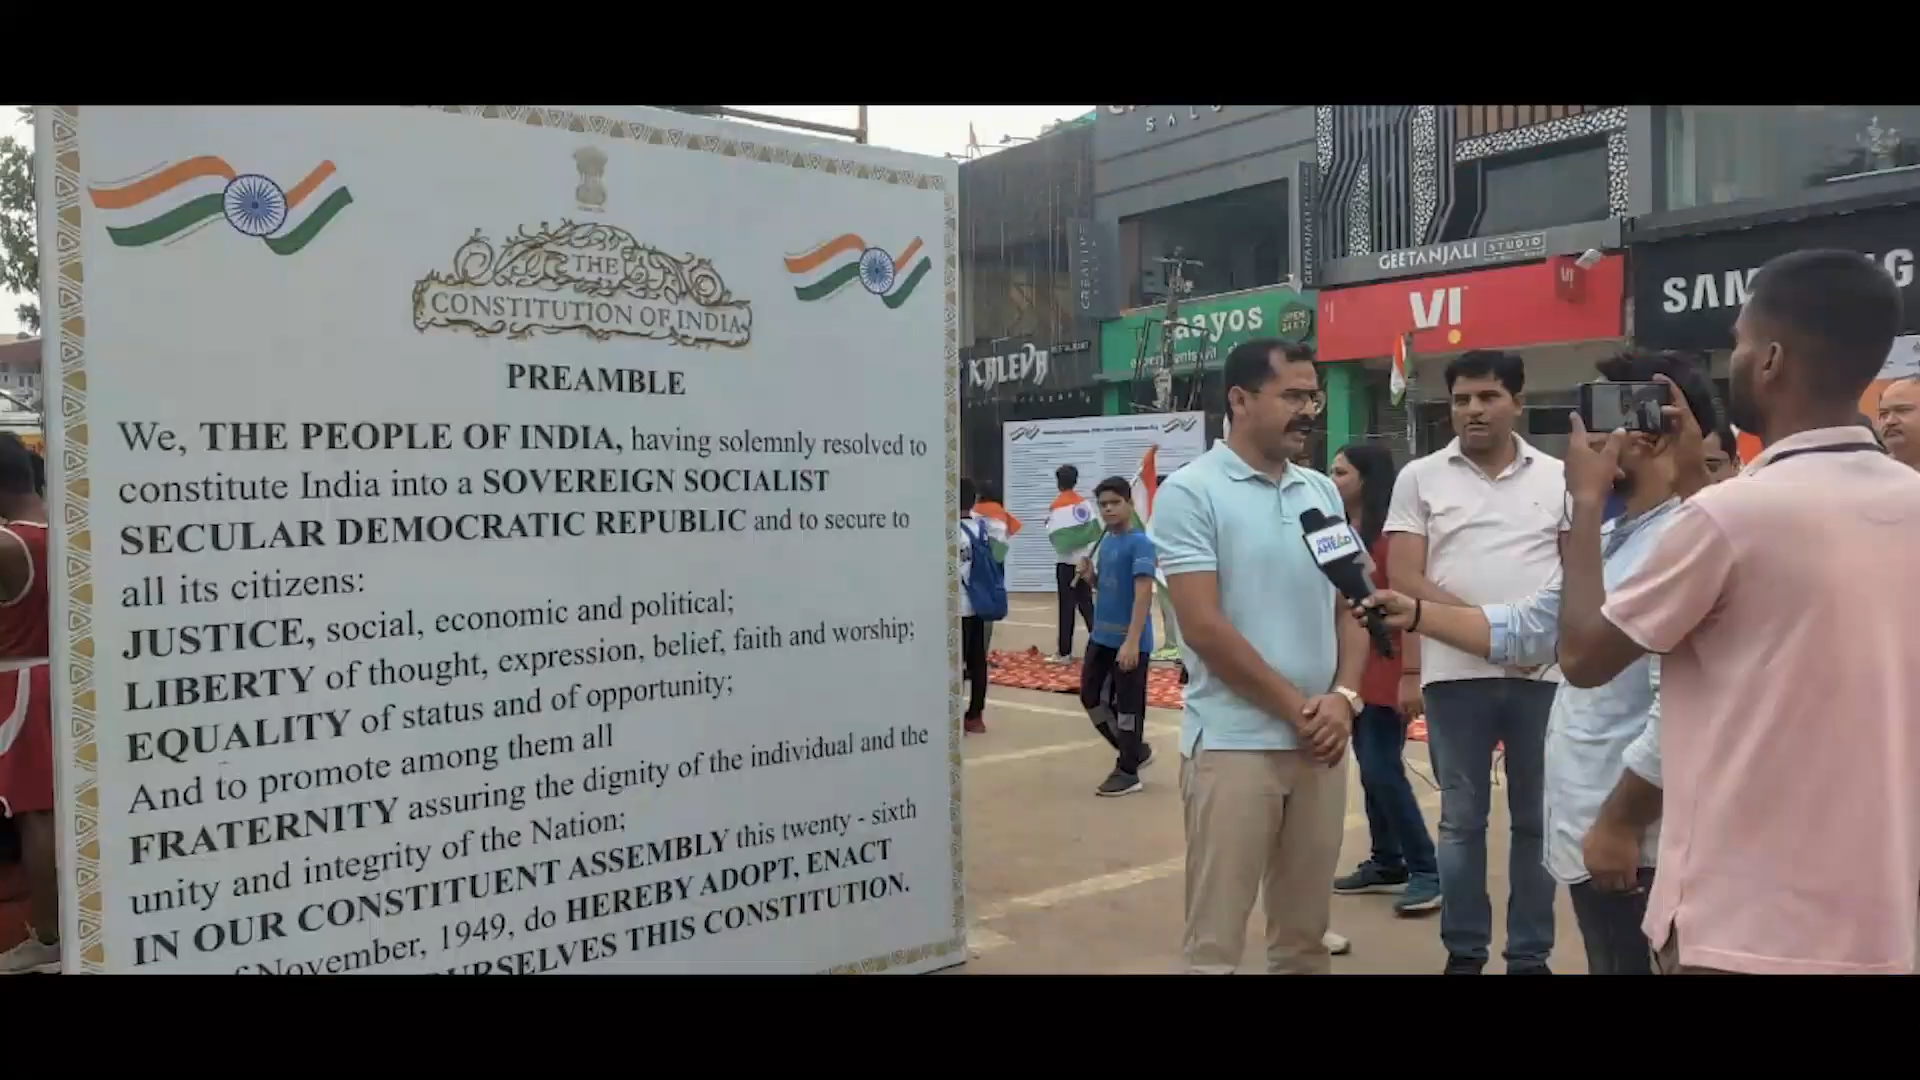 THE
CONSTITUTION OF INDIA
PREAMBLE
We, THE PEOPLE OF INDIA, having solemnly resolved to
constitute India into a SOVEREIGN SOCIALIST
SECULAR DEMOCRATIC REPUBLIC and to secure to
all its citizens:
JUSTICE, social, economic and political;
LIBERTY of thought, expression, belief, faith and worship;
EQUALITY of status and of opportunity;
And to promote among them all
FRATERNITY assuring the dignity of the individual and the
unity and integrity of the Nation;
IN OUR CONSTITUENT ASSEMBLY this twenty - sixth
November, 1949, do HEREBY ADOPT, ENACT
THIS CONSTITUTION.
GEETANJALI STUDIO
VI
KALEVA
AHEAD